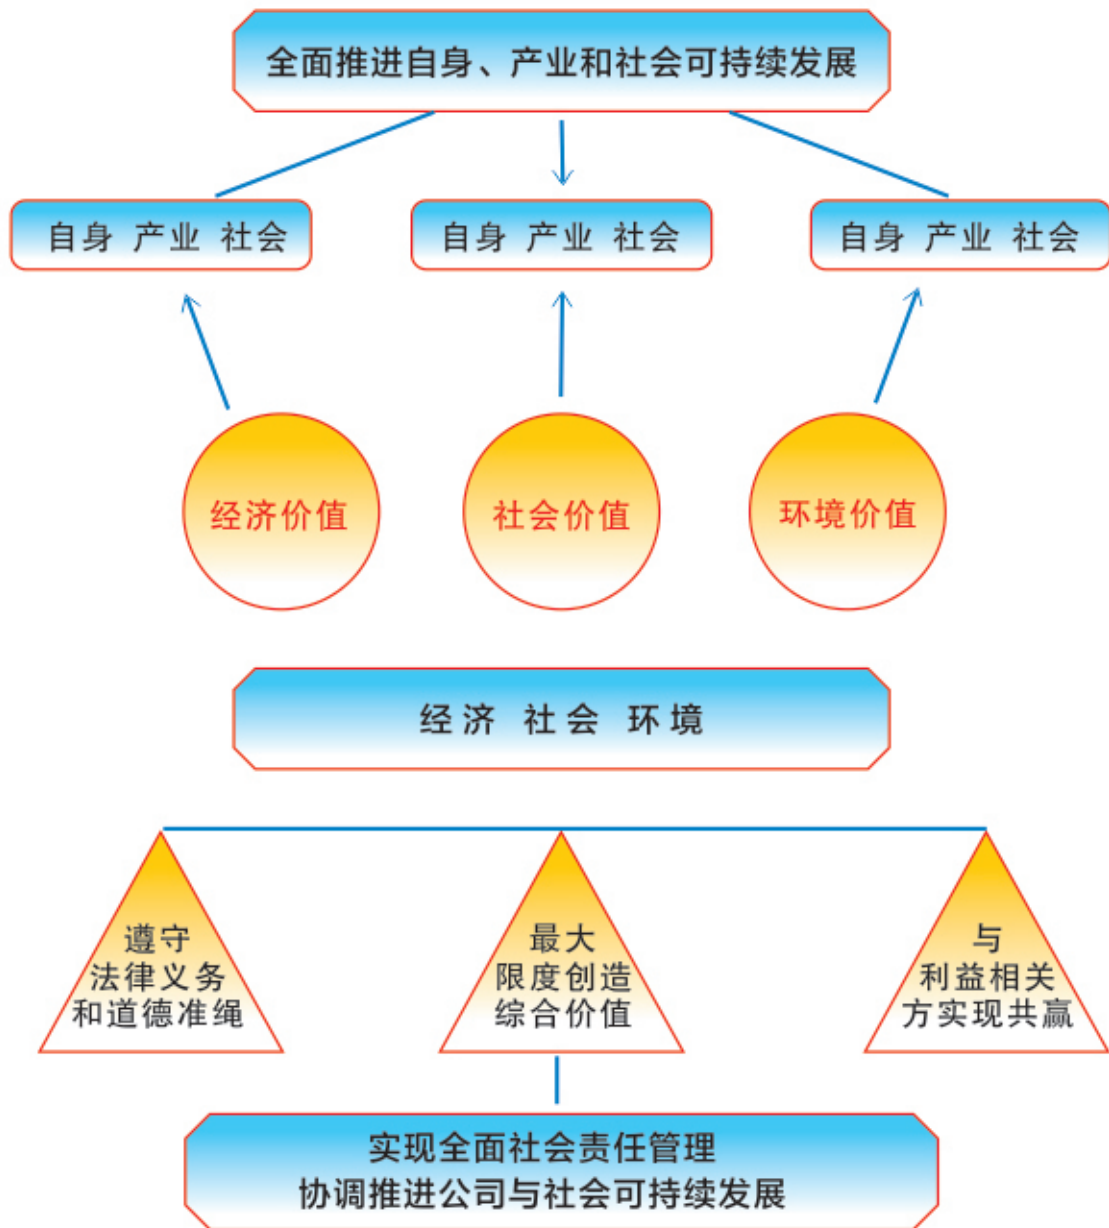 全面推进自身、产业和社会可持续发展
自身 产业 社会
自身 产业 社会
自身 产业 社会
经济价值
社会价值
环境价值
经济 社会 环境
遵守
法律义务
和道德准绳
最大
限度创造
综合价值
与
利益相关
方实现共赢
实现全面社会责任管理
协调推进公司与社会可持续发展